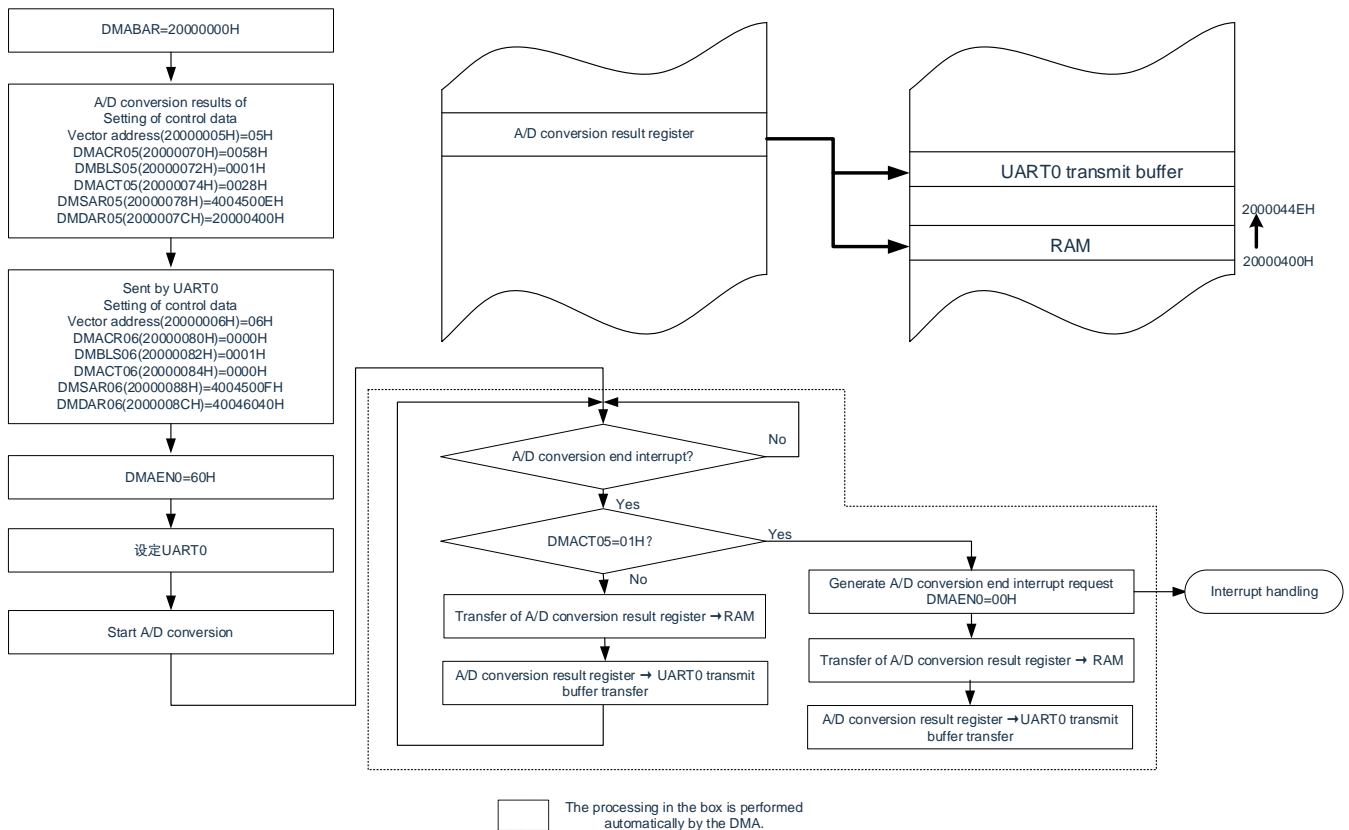 DMABAR=20000000H
A/D conversion results of
Setting of control data
Vector address(20000005H)=05H
DMACR05(20000070H)=0058H
DMBLS05(20000072H)=0001H
DMACT05(20000074H)=0028H
DMSAR05(20000078H)=4004500EH
DMDAR05(2000007CH)=20000400H
Sent by UART0
Setting of control data
Vector address(20000006H)=06H
DMACR06(20000080H)=0000H
DMBLS06(20000082H)=0001H
DMACT06(20000084H)=0000H
DMSAR06(20000088H)=4004500FH
DMDAR06(2000008CH)=40046040H
DMAEN0=60H
设定UART0
Start A/D conversion
A/D conversion result register
UART0 transmit buffer
2000044EH
RAM
20000400H
A/D conversion end interrupt?
No
Yes
DMACT05=01H?
Yes
No
Transfer of A/D conversion result register →RAM
A/D conversion result register → UART0 transmit
buffer transfer
Generate A/D conversion end interrupt request
DMAEN0=00H
Interrupt handling
Transfer of A/D conversion result register → RAM
A/D conversion result register →UART0 transmit
buffer transfer
The processing in the box is performed
automatically by the DMA.